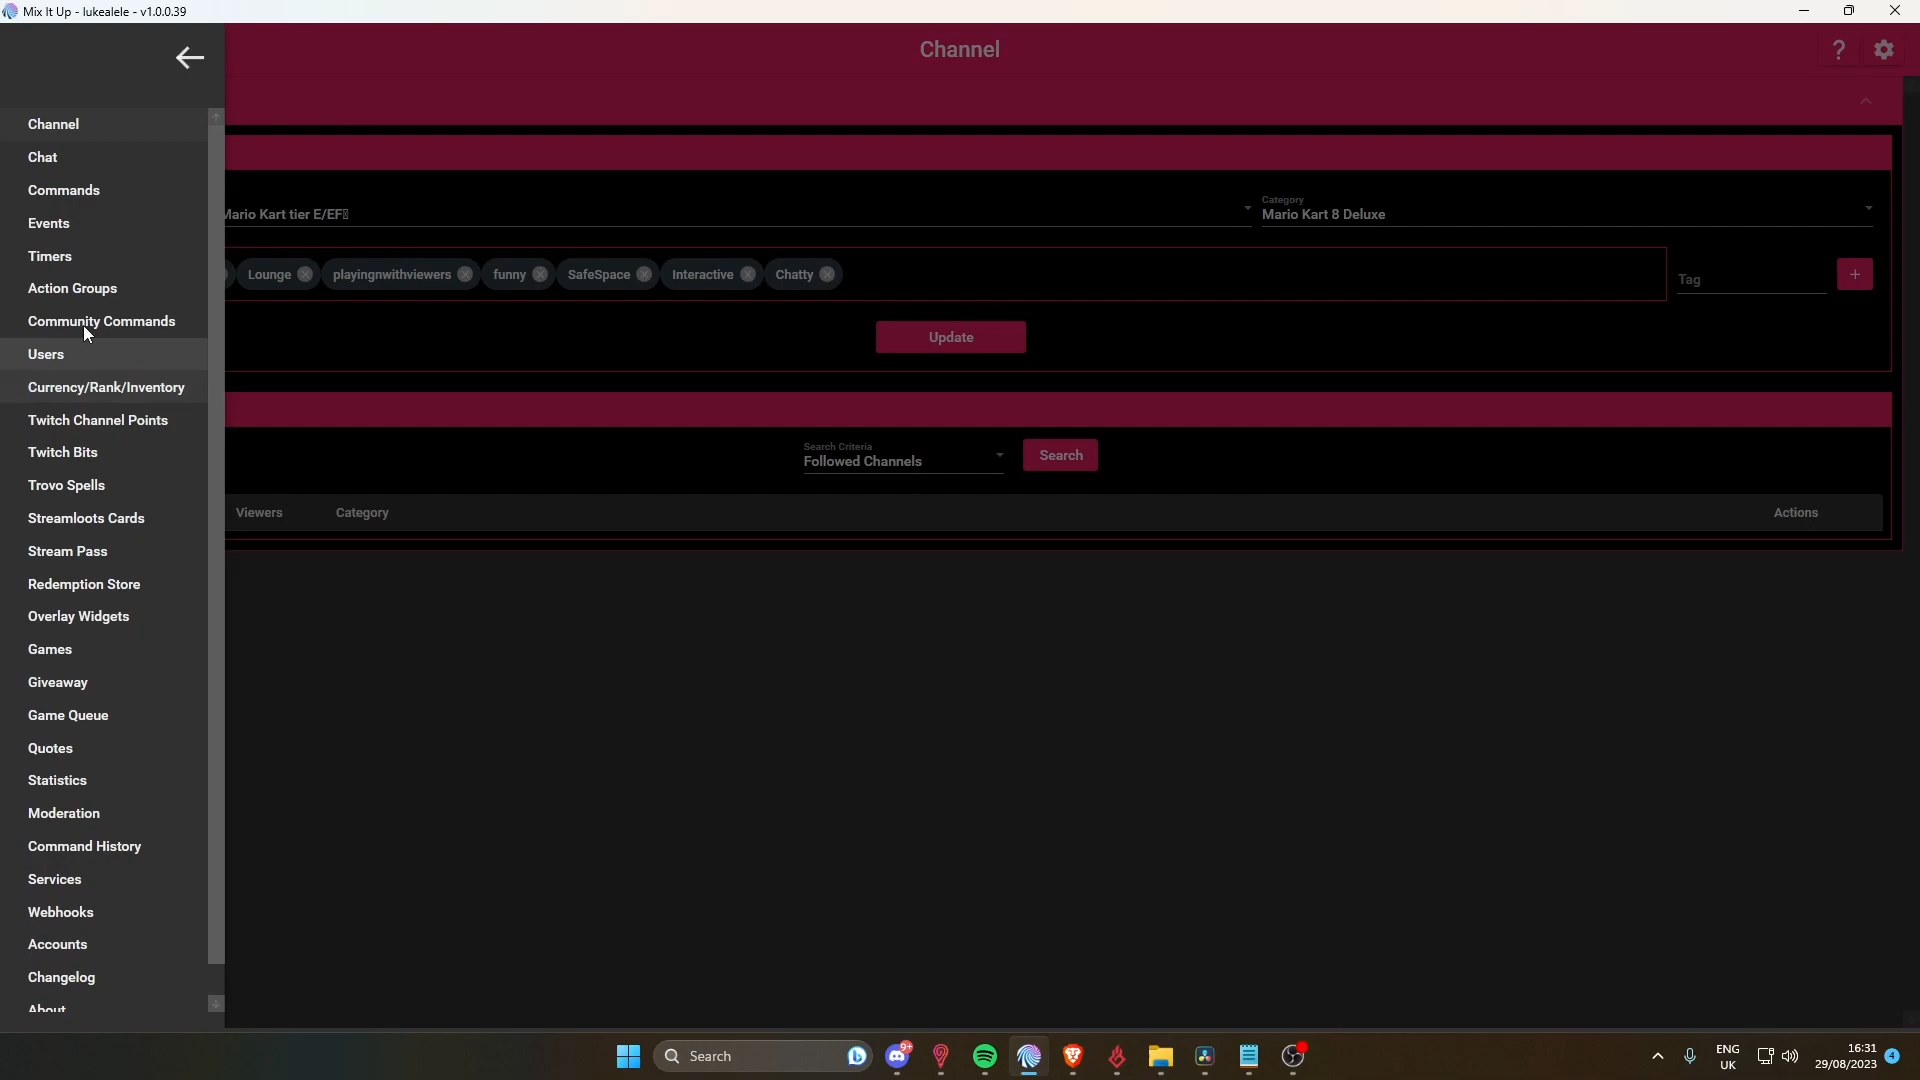 Mix It Up - lukealele - v1.0.0.39
Channel
?
Channel
Chat
Commands
Events
Timers
Action Groups
Community Commands
Users
Currency/Rank/Inventory
Twitch Channel Points
Twitch Bits
Trovo Spells
Streamloots Cards
Stream Pass
Redemption Store
Overlay Widgets
Games
Giveaway
Game Queue
Quotes
Statistics
Moderation
Command History
Services
Webhooks
Accounts
Changelog
About
Mario Kart tier E/EF
Category
Mario Kart 8 Deluxe
Lounge playingnwithviewers funny SafeSpace Interactive Chatty
Tag
+
Update
Search Criteria
Followed Channels
Search
Viewers Category Actions
Search
9+
ENG
UK
16:31
29/08/2023
4